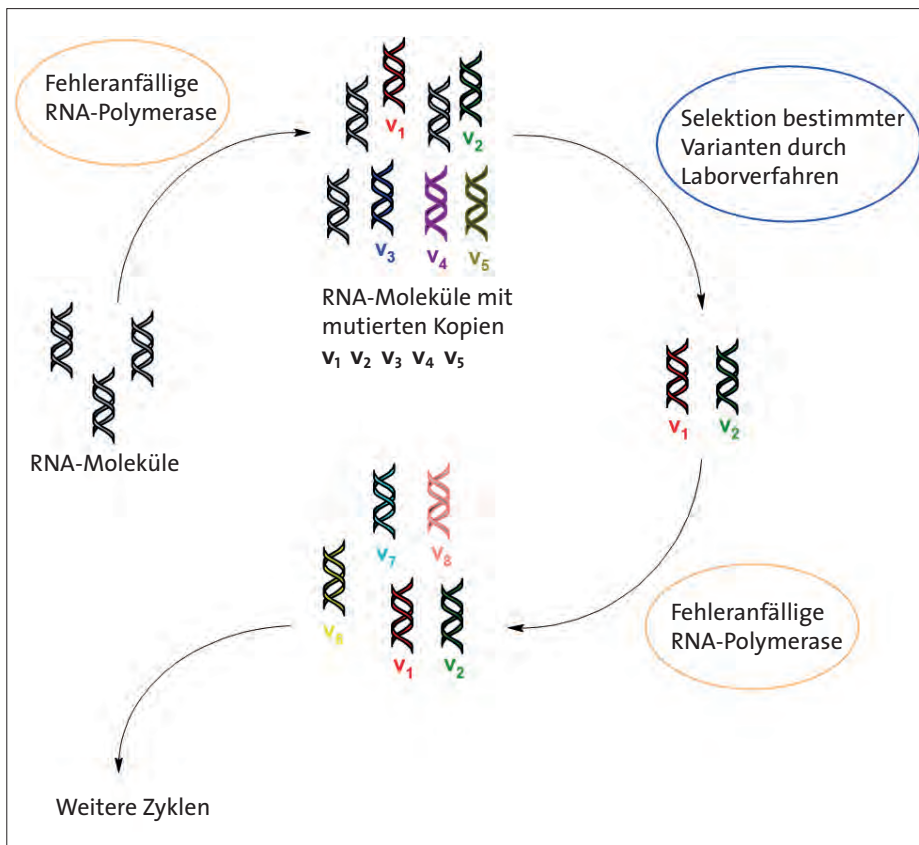 Fehleranfällige
RNA-Polymerase
v1
v2
v3
v4
v5
RNA-Moleküle mit
mutierten Kopien
v1 v2 v3 v4 v5
Selektion bestimmter
Varianten durch
Laborverfahren
RNA-Moleküle
v1
v2
Fehleranfällige
RNA-Polymerase
v7
v8
v1
v2
Weitere Zyklen